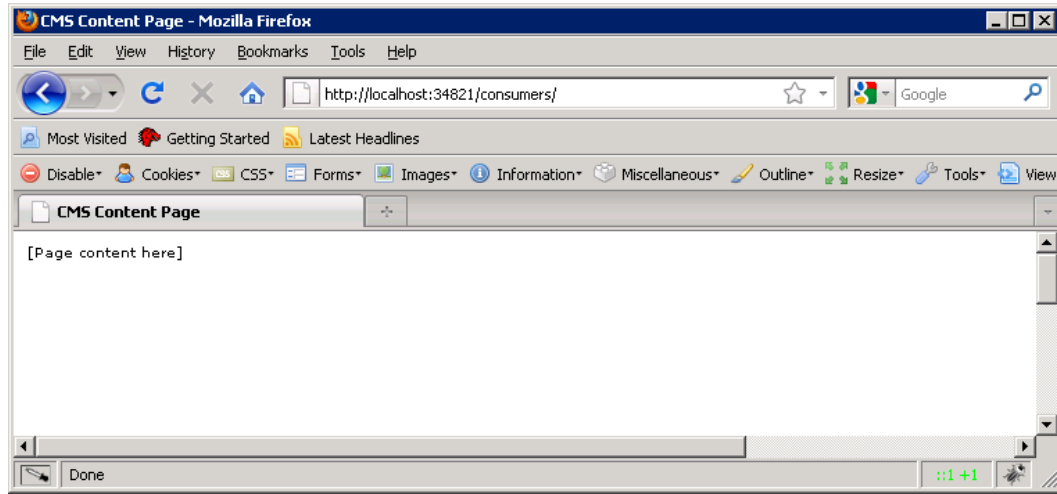 CMS Content Page - Mozilla Firefox
File Edit View History Bookmarks Tools Help
http://localhost:34821/consumers/ Google
Most Visited Getting Started Latest Headlines
Disable Cookies CSS Forms Images Information Miscellaneous Outline Resize Tools View
CMS Content Page
[Page content here]
Done ::1 +1